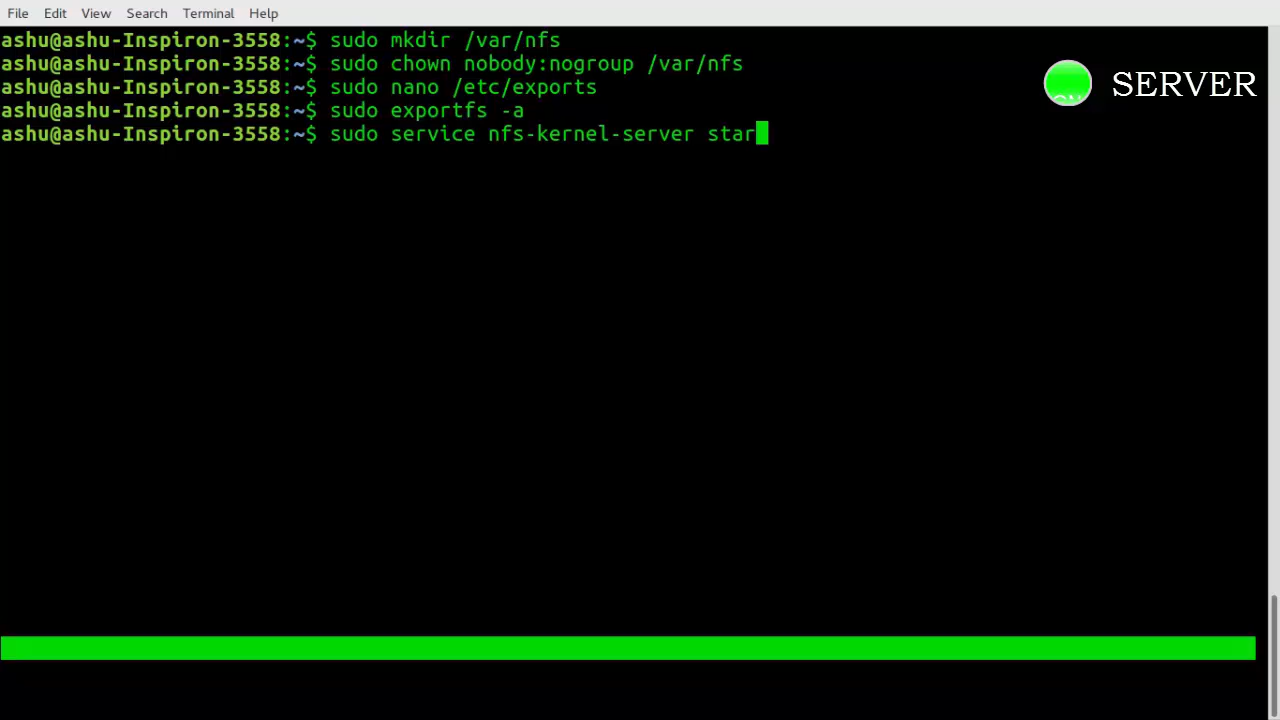 File Edit View Search Terminal Help
ashu@ashu-Inspiron-3558:~$ sudo mkdir /var/nfs
ashu@ashu-Inspiron-3558:~$ sudo chown nobody:nogroup /var/nfs
SERVER
ashu@ashu-Inspiron-3558:~$ sudo nano /etc/exports
ashu@ashu-Inspiron-3558:~$ sudo exportfs -a
ashu@ashu-Inspiron-3558:~$ sudo service nfs-kernel-server star